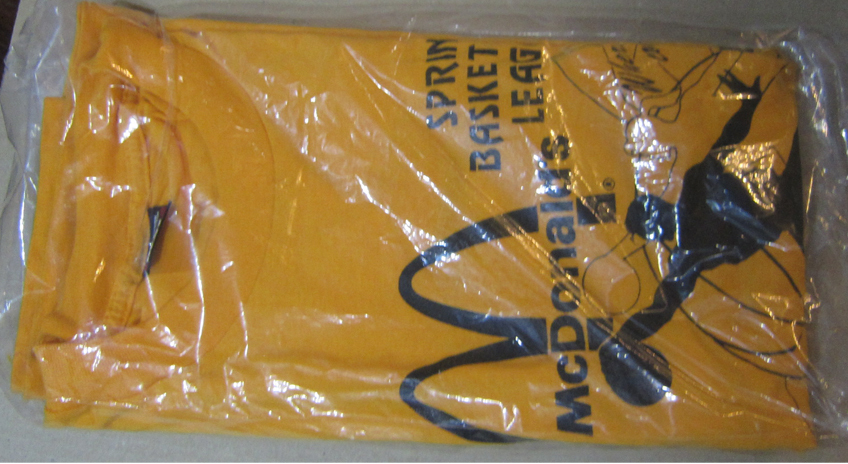 SPRIN
BASKET
LEAG
McDonald's
®